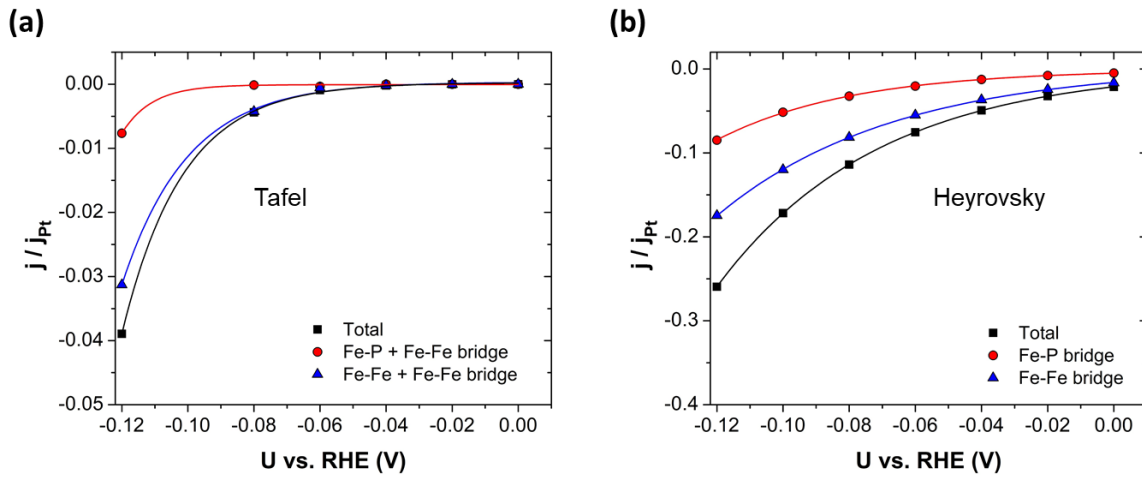 (a)
0.00
-0.01
-0.02
-0.03
-0.04
-0.05
j / jPt
Tafel
Total
Fe-P + Fe-Fe bridge
Fe-Fe + Fe-Fe bridge
-0.12 -0.10 -0.08 -0.06 -0.04 -0.02 0.00
U vs. RHE (V)
(b)
0.0
-0.1
-0.2
-0.3
-0.4
j / jPt
Heyrovsky
Total
Fe-P bridge
Fe-Fe bridge
-0.12 -0.10 -0.08 -0.06 -0.04 -0.02 0.00
U vs. RHE (V)